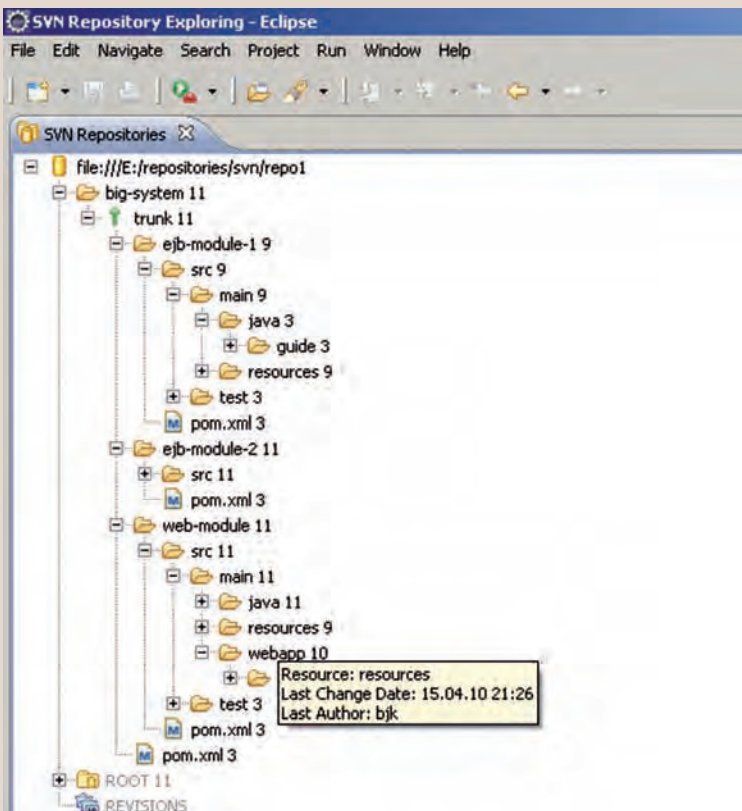 SVN Repository Exploring - Eclipse
File Edit Navigate Search Project Run Window Help
SVN Repositories
file:///E:/repositories/svn/repo1
big-system 11
trunk 11
ejb-module-1 9
src 9
main 9
java 3
guide 3
resources 9
test 3
pom.xml 3
ejb-module-2 11
src 11
pom.xml 3
web-module 11
src 11
main 11
java 11
resources 9
webapp 10
Resource: resources
Last Change Date: 15.04.10 21:26
Last Author: bjk
test 3
pom.xml 3
pom.xml 3
ROOT 11
REVISIONS